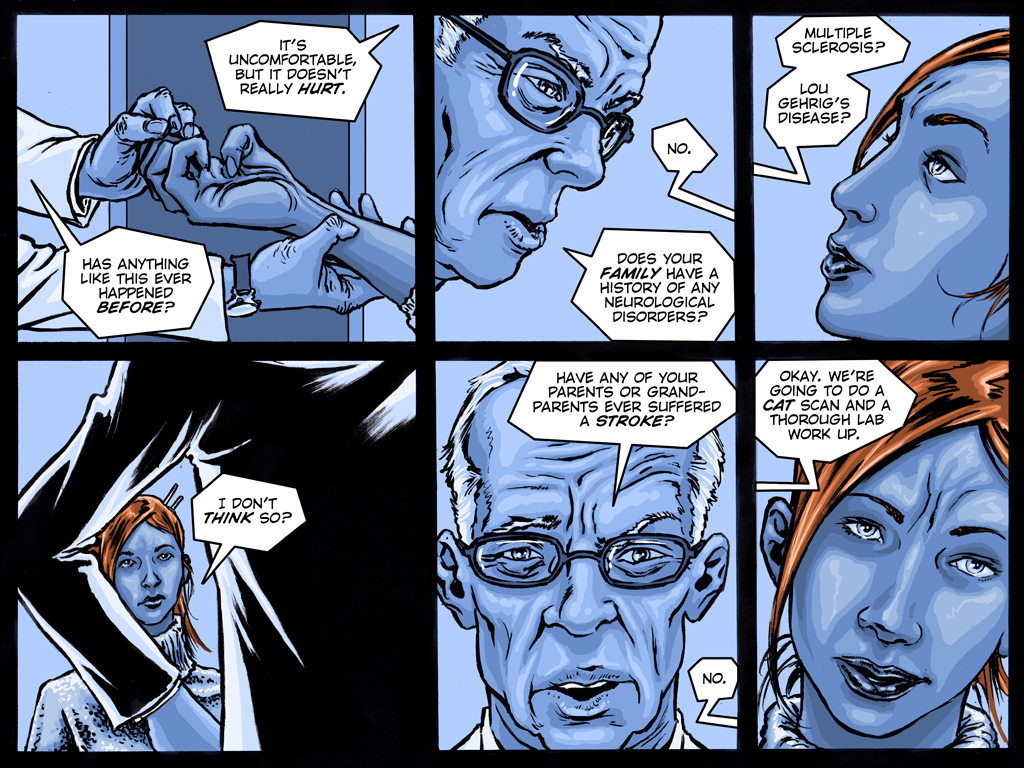 IT'S
UNCOMFORTABLE,
BUT IT DOESN'T
REALLY HURT.
HAS ANYTHING
LIKE THIS EVER
HAPPENED
BEFORE?
NO.
DOES YOUR
FAMILY HAVE A
HISTORY OF ANY
NEUROLOGICAL
DISORDERS?
MULTIPLE
SCLEROSIS?
LOU
GEHRIG'S
DISEASE?
I DON'T
THINK SO?
HAVE ANY OF YOUR
PARENTS OR GRAND-
PARENTS EVER SUFFERED
A STROKE?
NO.
OKAY. WE'RE
GOING TO DO A
CAT SCAN AND A
THOROUGH LAB
WORK UP.